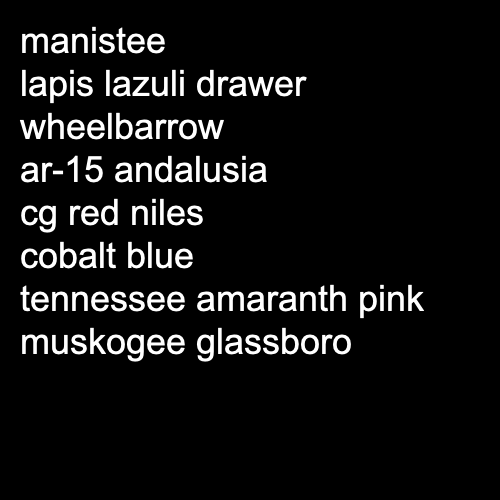 manistee
lapis lazuli drawer
wheelbarrow
ar-15 andalusia
cg red niles
cobalt blue
tennessee amaranth pink
muskogee glassboro